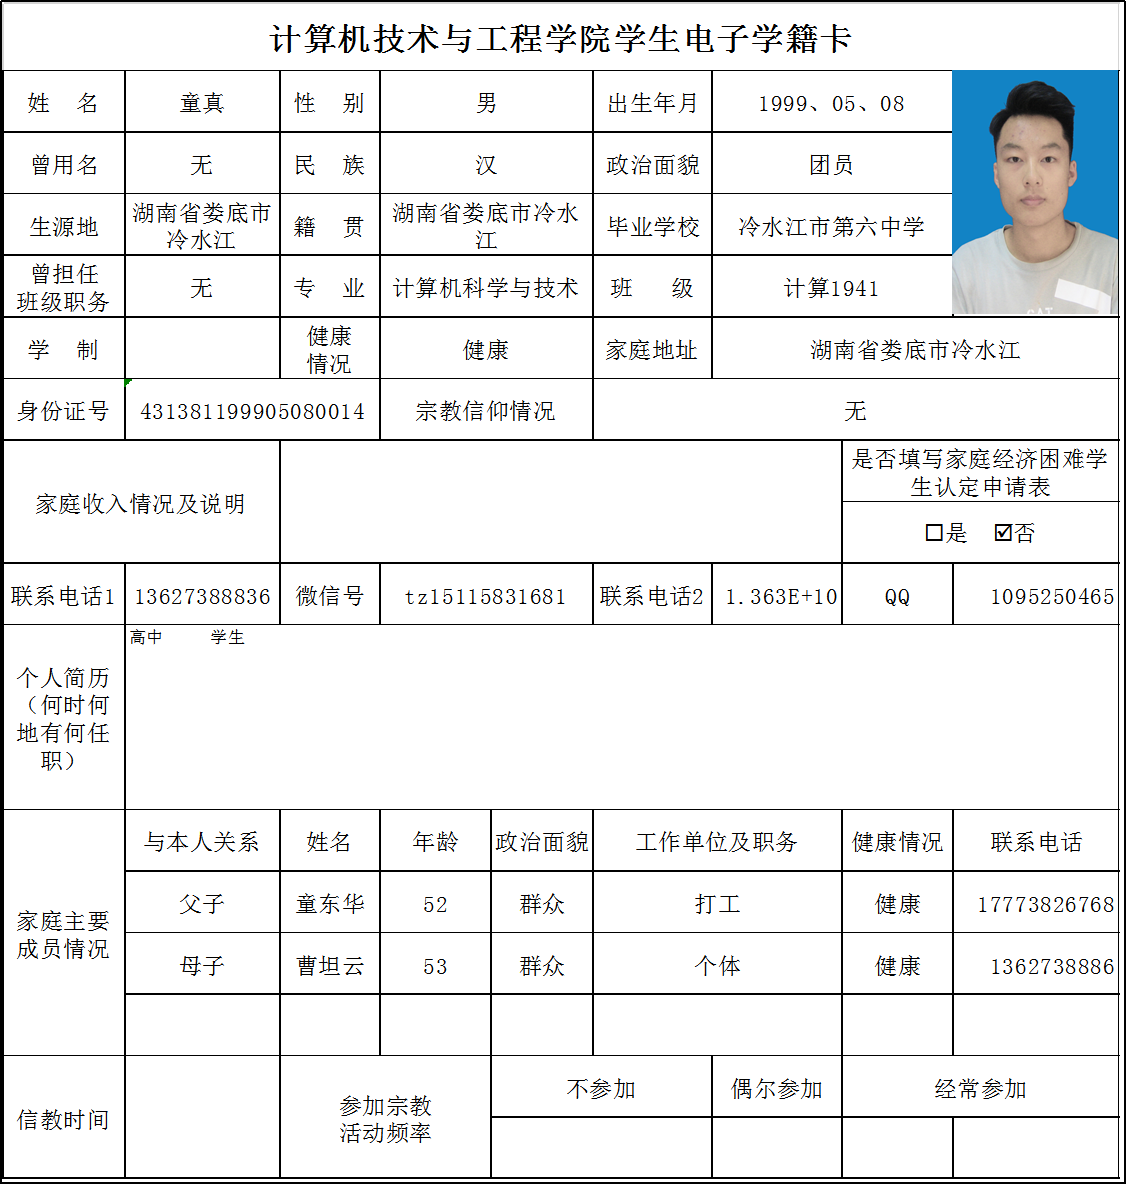 计算机技术与工程学院学生电子学籍卡
姓 名 童真 性 别 男 出生年月 1999、05、08
曾用名 无 民 族 汉 政治面貌 团员
生源地 湖南省娄底市
冷水江 籍 贯 湖南省娄底市冷水
江 毕业学校 冷水江市第六中学
曾担任
班级职务 无 专 业 计算机科学与技术 班 级 计算1941
学 制 健康
情况 健康 家庭地址 湖南省娄底市冷水江
身份证号 431381199905080014 宗教信仰情况 无
家庭收入情况及说明
是否填写家庭经济困难学
生认定申请表
☐是 ☑否
联系电话1 13627388836 微信号 tz15115831681 联系电话2 1.363E+10 QQ 1095250465
个人简历
（何时何
地有何任
职）
高中 学生
家庭主要
成员情况
与本人关系 姓名 年龄 政治面貌 工作单位及职务 健康情况 联系电话
父子 童东华 52 群众 打工 健康 17773826768
母子 曹坦云 53 群众 个体 健康 1362738886
信教时间
参加宗教
活动频率
不参加 偶尔参加 经常参加